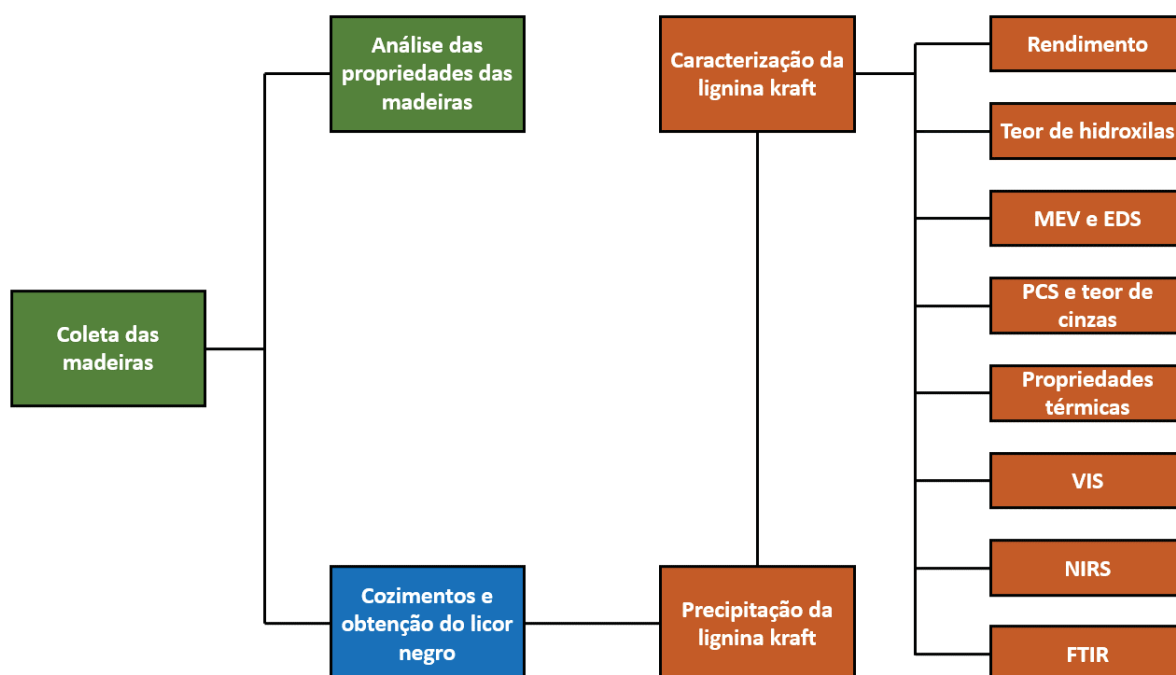 Coleta das
madeiras
Análise das
propriedades das
madeiras
Cozimentos e
obtenção do licor
negro
Precipitação da
lignina kraft
Caracterização da
lignina kraft
Rendimento
Teor de hidroxilas
MEV e EDS
PCS e teor de
cinzas
Propriedades
térmicas
VIS
NIRS
FTIR